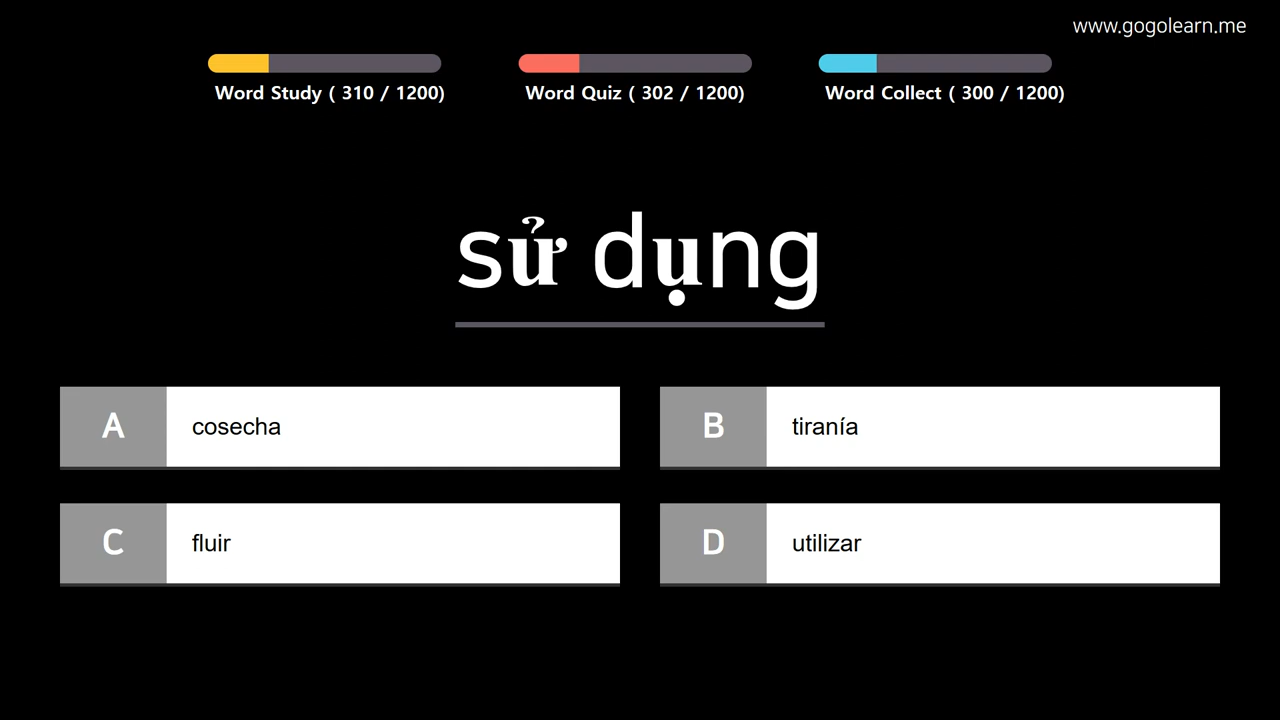 www.gogolearn.me
Word Study ( 310 / 1200)
Word Quiz ( 302 / 1200)
Word Collect ( 300 / 1200)
sử dụng
A cosecha
B tiranía
C fluir
D utilizar